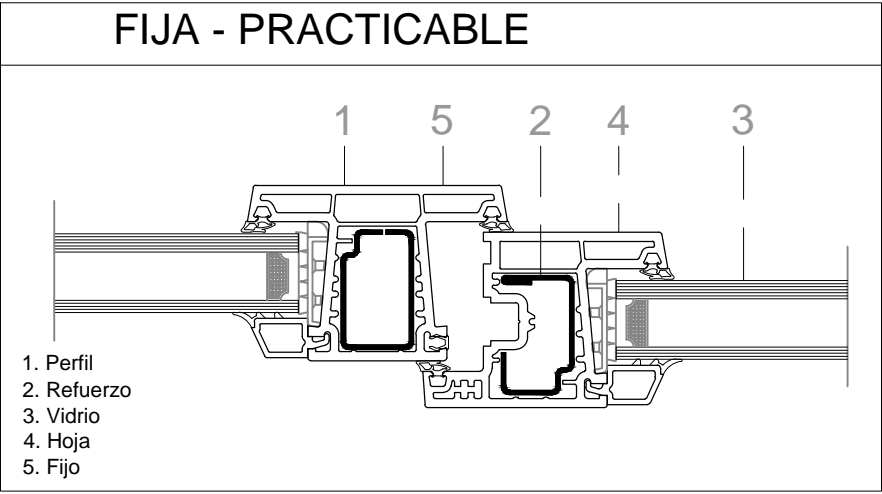 FIJA - PRACTICABLE
1 5 2 4 3
1. Perfil
2. Refuerzo
3. Vidrio
4. Hoja
5. Fijo